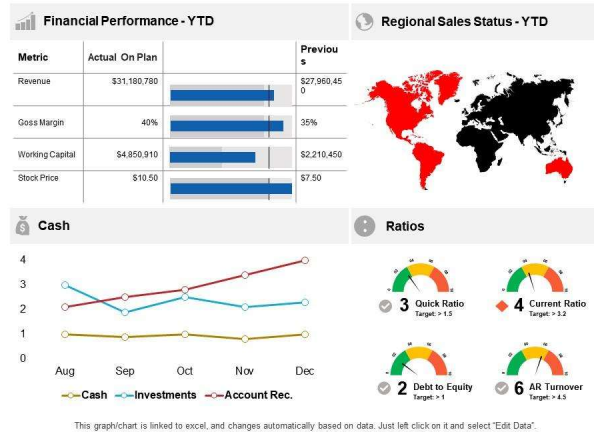 Financial Performance - YTD
Metric
Actual On Plan
Previou
s
Revenue
$31,180,780
$27,960,45
0
Goss Margin
40%
35%
Working Capital
$4,850,910
$2,210,450
Stock Price
$10.50
$7.50
Regional Sales Status - YTD
Cash
4
3
2
1
0
Aug
Sep
Oct
Nov
Dec
Cash
Investments
Account Rec.
Ratios
3 Quick Ratio
Target: > 1.5
4 Current Ratio
Target: > 3.2
2 Debt to Equity
Target: > 1
6 AR Turnover
Target: > 4.5
This graph/chart is linked to excel, and changes automatically based on data. Just left click on it and select “Edit Data”.